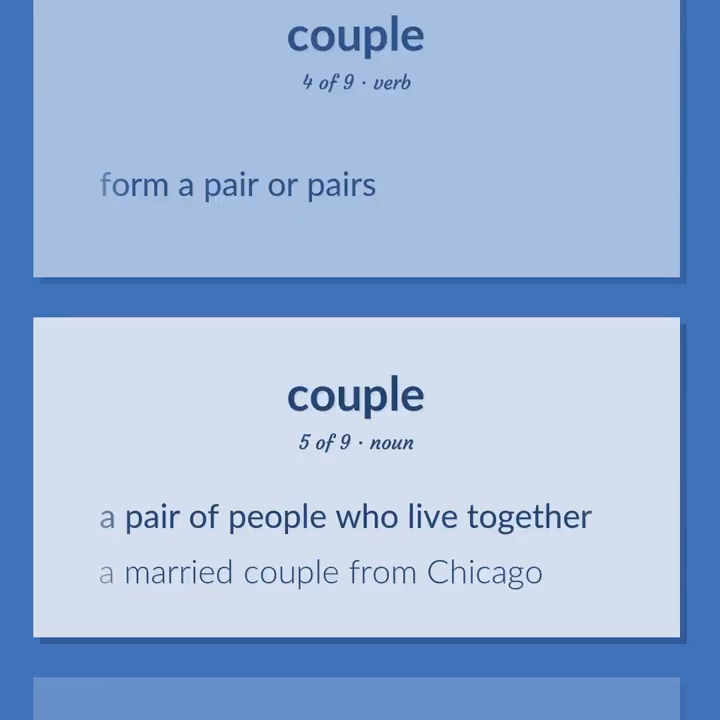 couple
4 of 9 · verb
form a pair or pairs
couple
5 of 9 · noun
a pair of people who live together
a married couple from Chicago